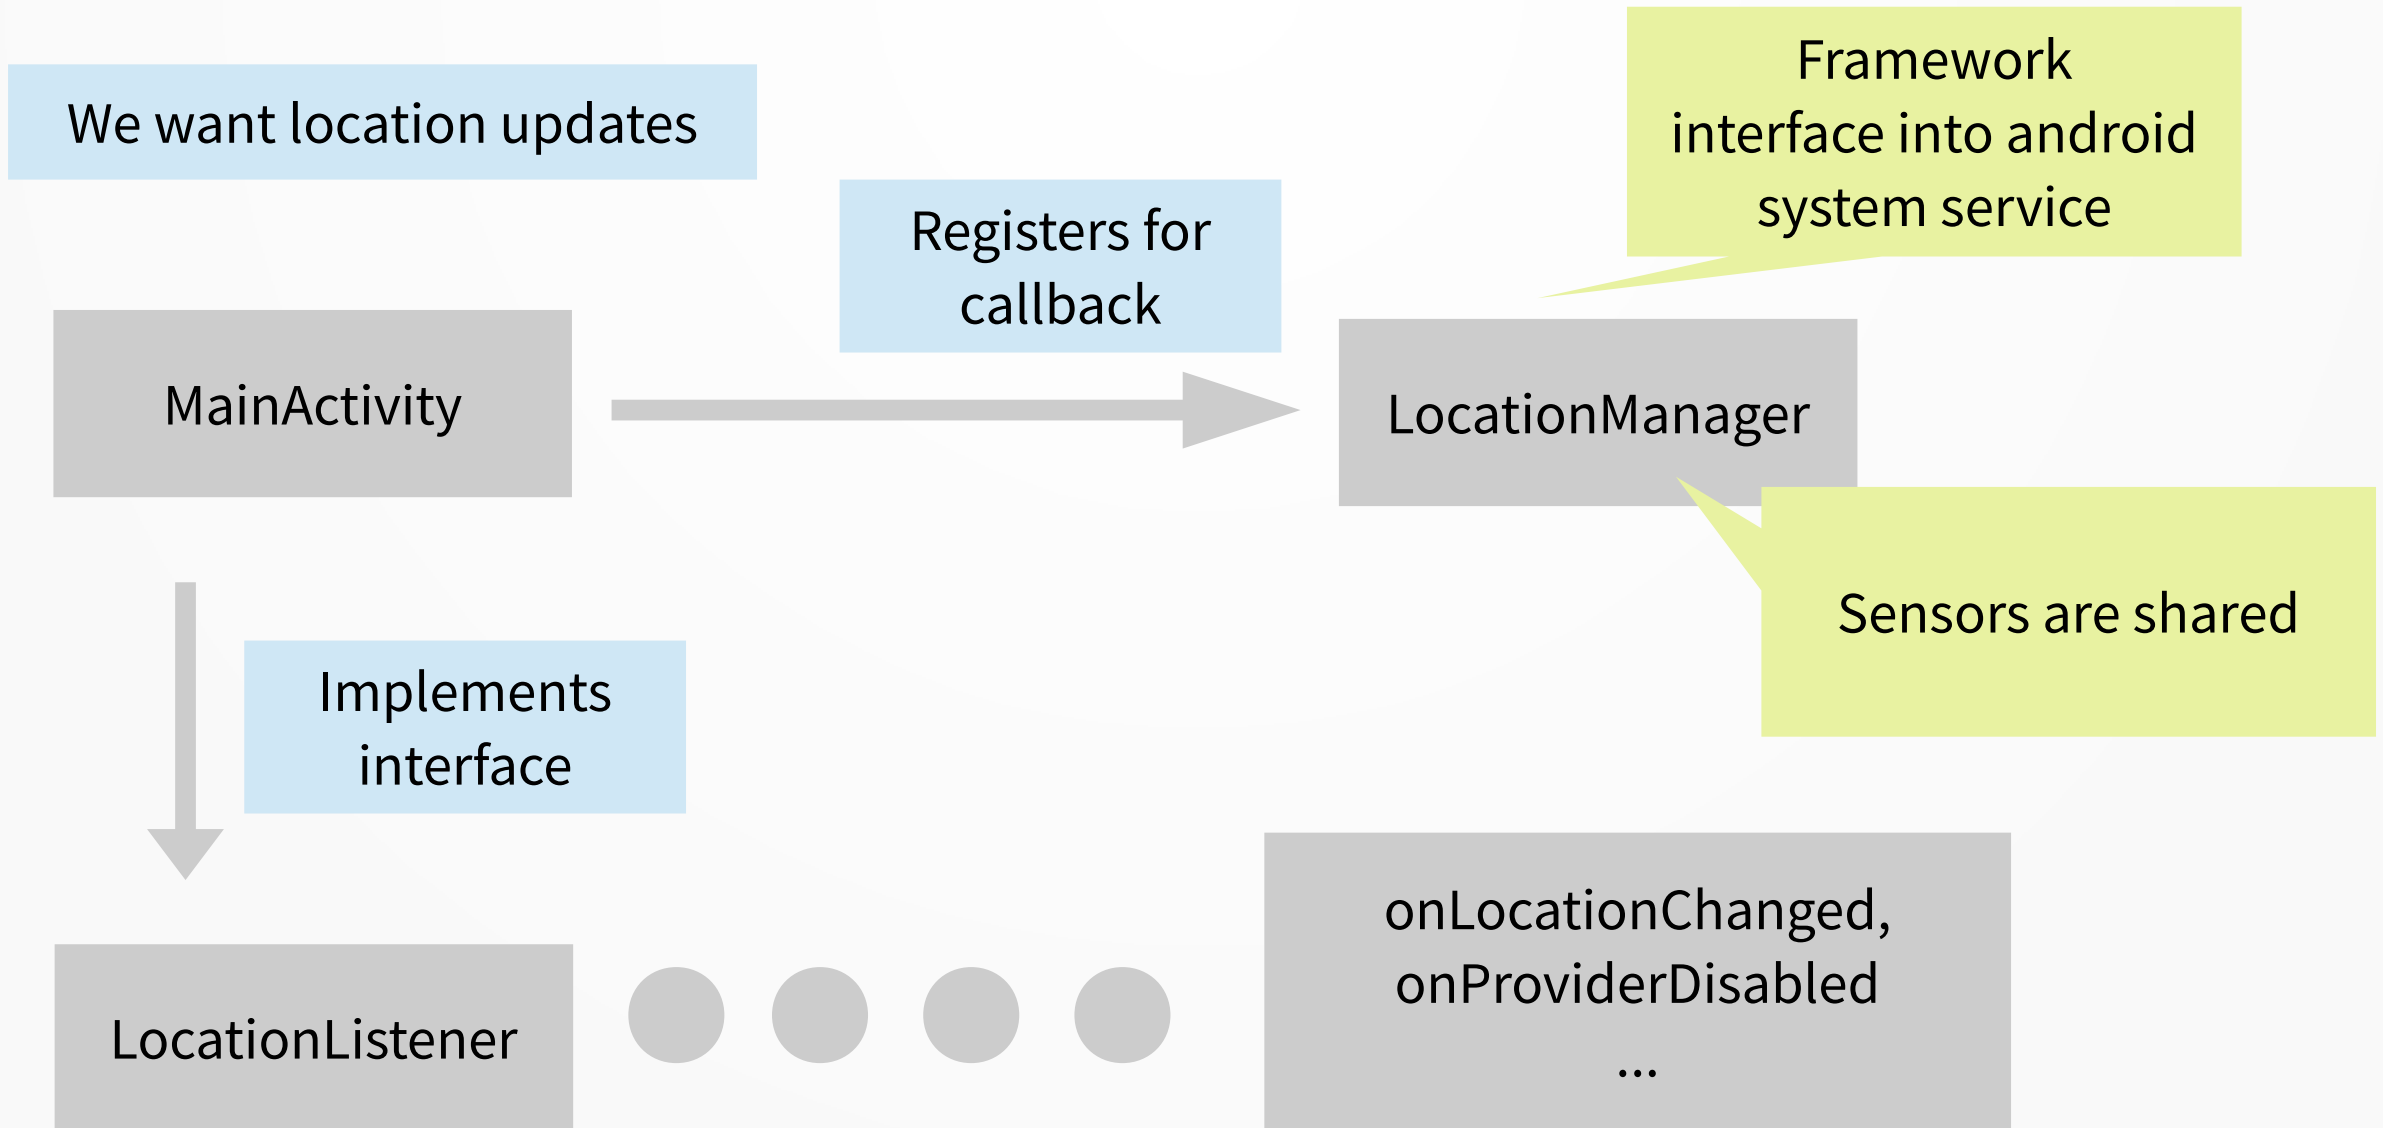 We want location updates
Framework
interface into android
system service
Registers for
callback
MainActivity
LocationManager
Sensors are shared
Implements
interface
LocationListener
onLocationChanged,
onProviderDisabled
...